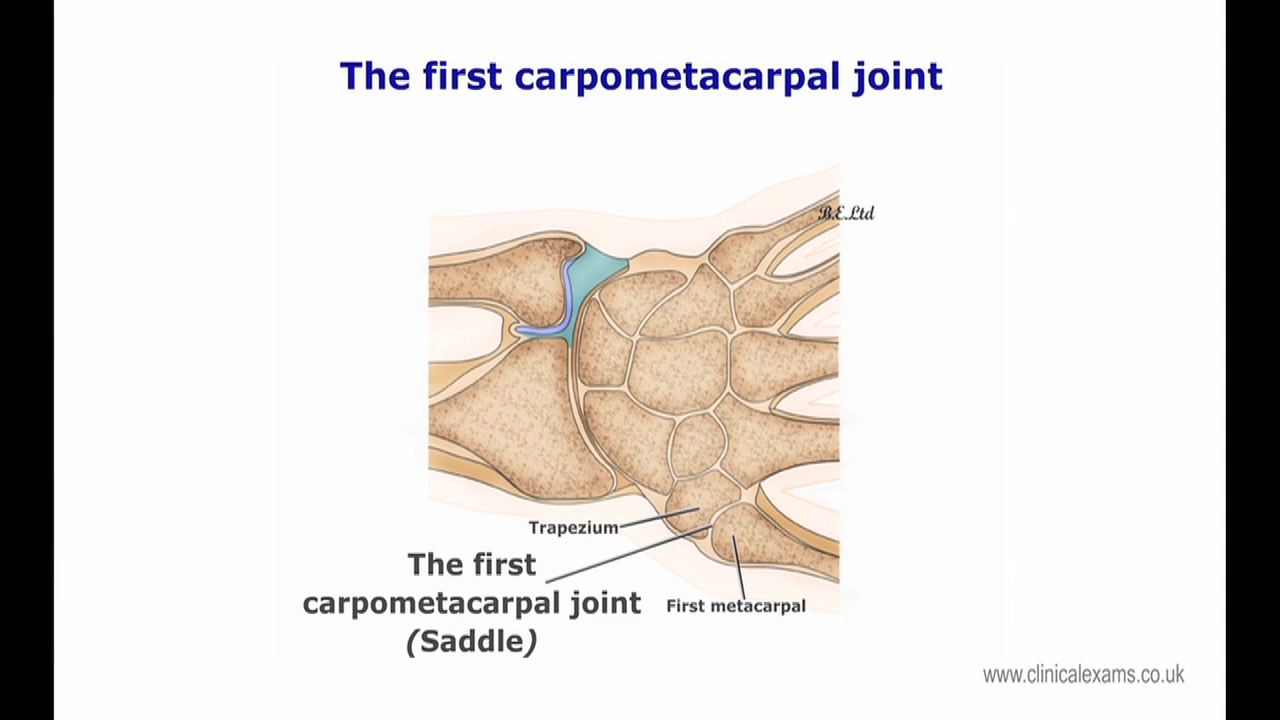 The first carpometacarpal joint
B.E.Ltd
Trapezium
The first
carpometacarpal joint
(Saddle)
First metacarpal
www.clinicalexams.co.uk